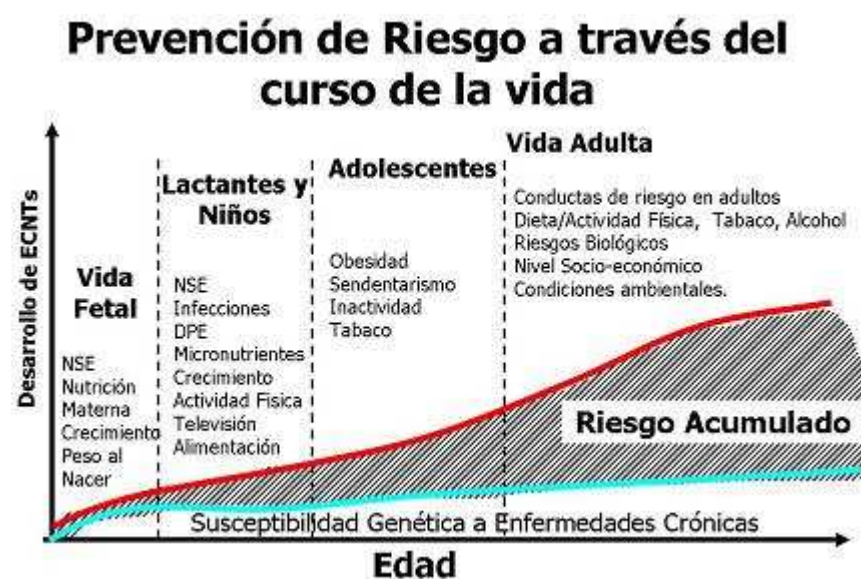 Prevención de Riesgo a través del
curso de la vida
Desarrollo de ECNTs
Vida
Fetal
NSE
Nutrición
Materna
Crecimiento
Peso al
Nacer
Lactantes y
Niños
NSE
Infecciones
DPE
Micronutrientes
Crecimiento
Actividad Fisica
Televisión
Alimentación
Adolescentes
Obesidad
Sendentarismo
Inactividad
Tabaco
Vida Adulta
Conductas de riesgo en adultos
Dieta/Actividad Física, Tabaco, Alcohol
Riesgos Biológicos
Nivel Socio-económico
Condiciones ambientales.
Riesgo Acumulado
Susceptibilidad Genética a Enfermedades Crónicas
Edad